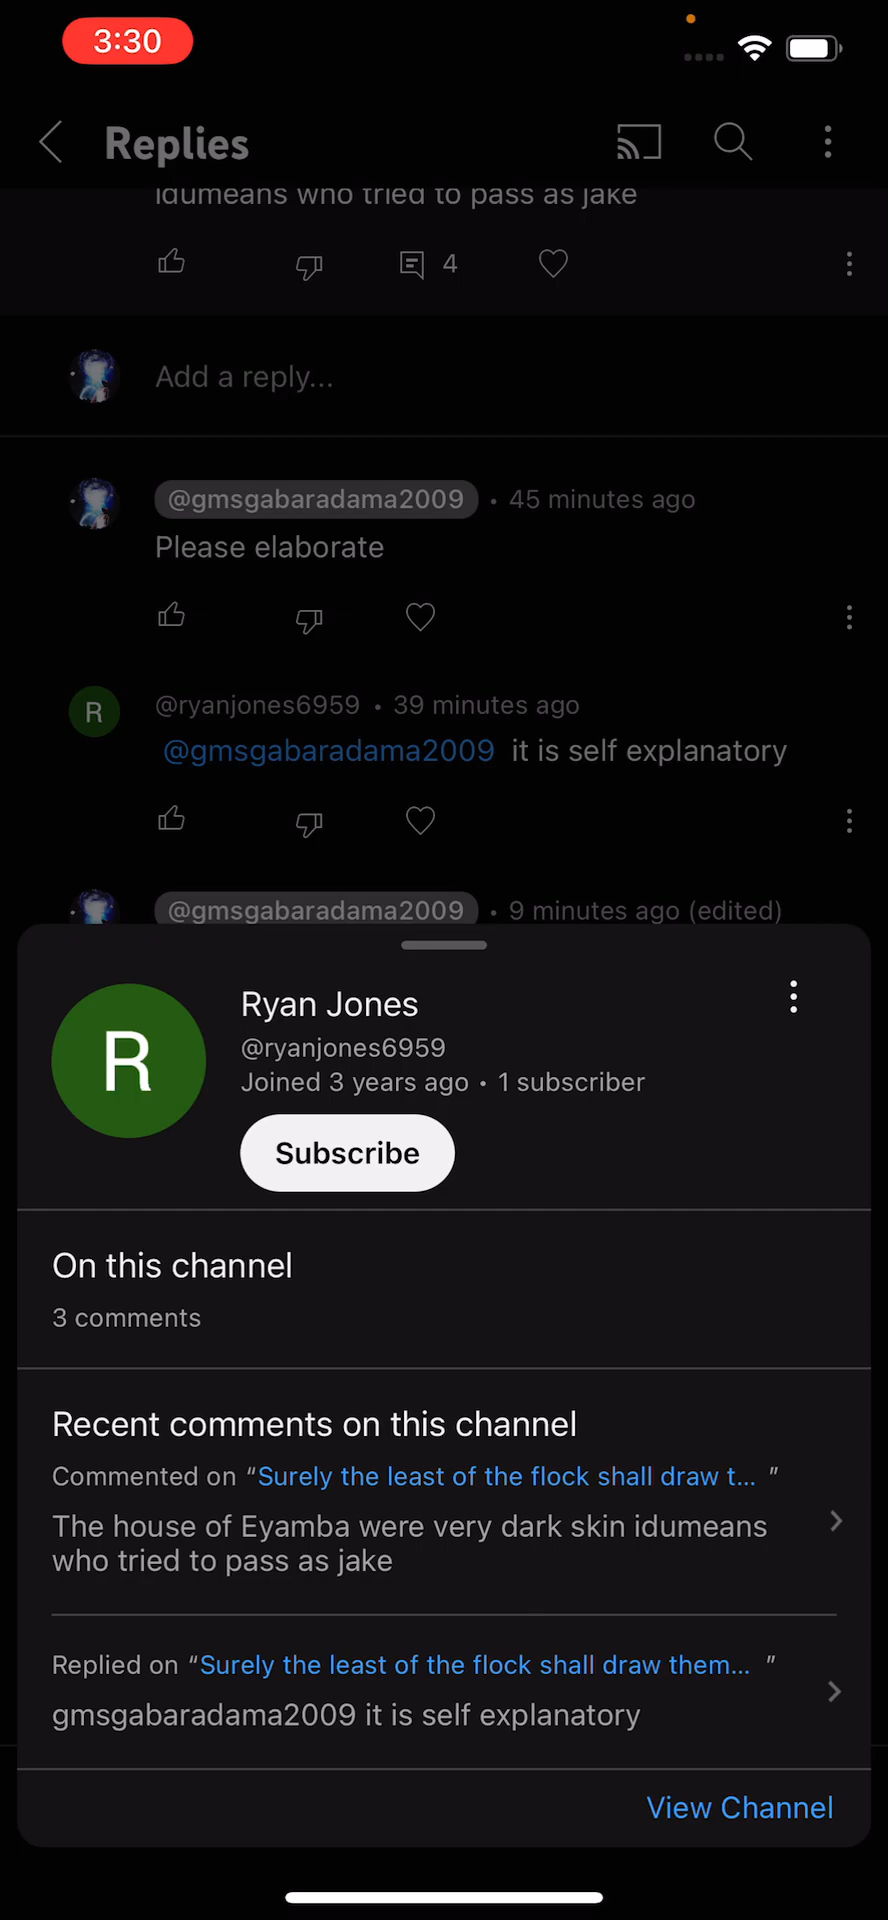 3:30
Replies
idumeans who tried to pass as jake
4
Add a reply...
@gmsgabaradama2009 • 45 minutes ago
Please elaborate
R
@ryanjones6959 • 39 minutes ago
@gmsgabaradama2009 it is self explanatory
@gmsgabaradama2009 • 9 minutes ago (edited)
R
Ryan Jones
@ryanjones6959
Joined 3 years ago • 1 subscriber
Subscribe
On this channel
3 comments
Recent comments on this channel
Commented on “Surely the least of the flock shall draw t... ”
The house of Eyamba were very dark skin idumeans
who tried to pass as jake
Replied on “Surely the least of the flock shall draw them... ”
gmsgabaradama2009 it is self explanatory
View Channel